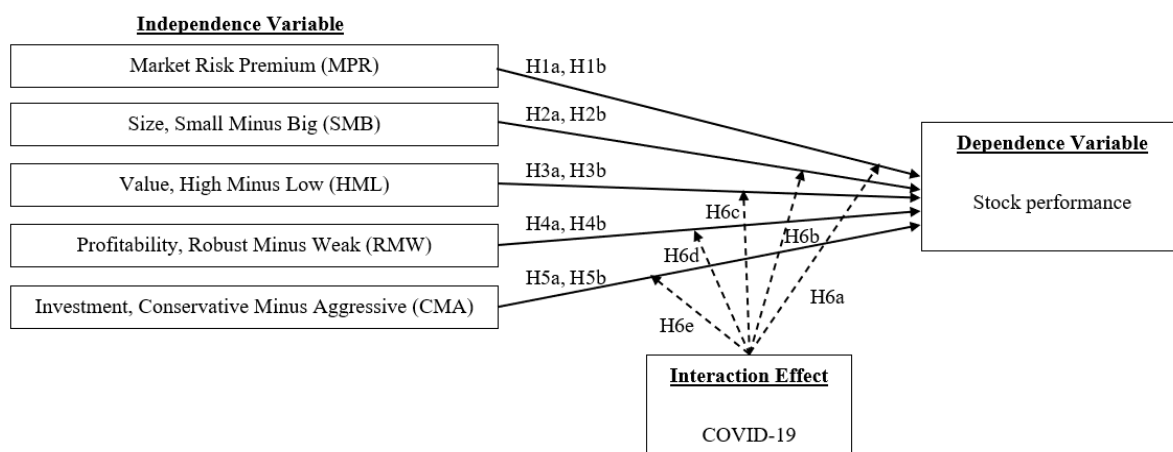 Independence Variable
Market Risk Premium (MPR)
Size, Small Minus Big (SMB)
Value, High Minus Low (HML)
Profitability, Robust Minus Weak (RMW)
Investment, Conservative Minus Aggressive (CMA)
H1a, H1b
H2a, H2b
H3a, H3b
H4a, H4b
H5a, H5b
H6c
H6b
H6d
H6a
H6e
Dependence Variable
Stock performance
Interaction Effect
COVID-19